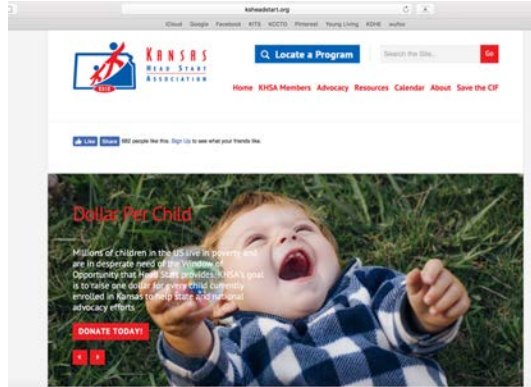 ksheadstart.org
iCloud Google Facebook KITS KCCTO Pinterest Young Living KDHE wufoo
KANSAS
HEAD START
ASSOCIATION
Locate a Program
Search the Site...
Go
Home KHSA Members Advocacy Resources Calendar About Save the CIF
Like Share 882 people like this. Sign Up to see what your friends like.
Dollar Per Child
Millions of children in the US live in poverty and
are in desperate need of the Window of
Opportunity that Head Start provides. KHSA's goal
is to raise one dollar for every child currently
enrolled in Kansas to help state and national
advocacy efforts
DONATE TODAY!